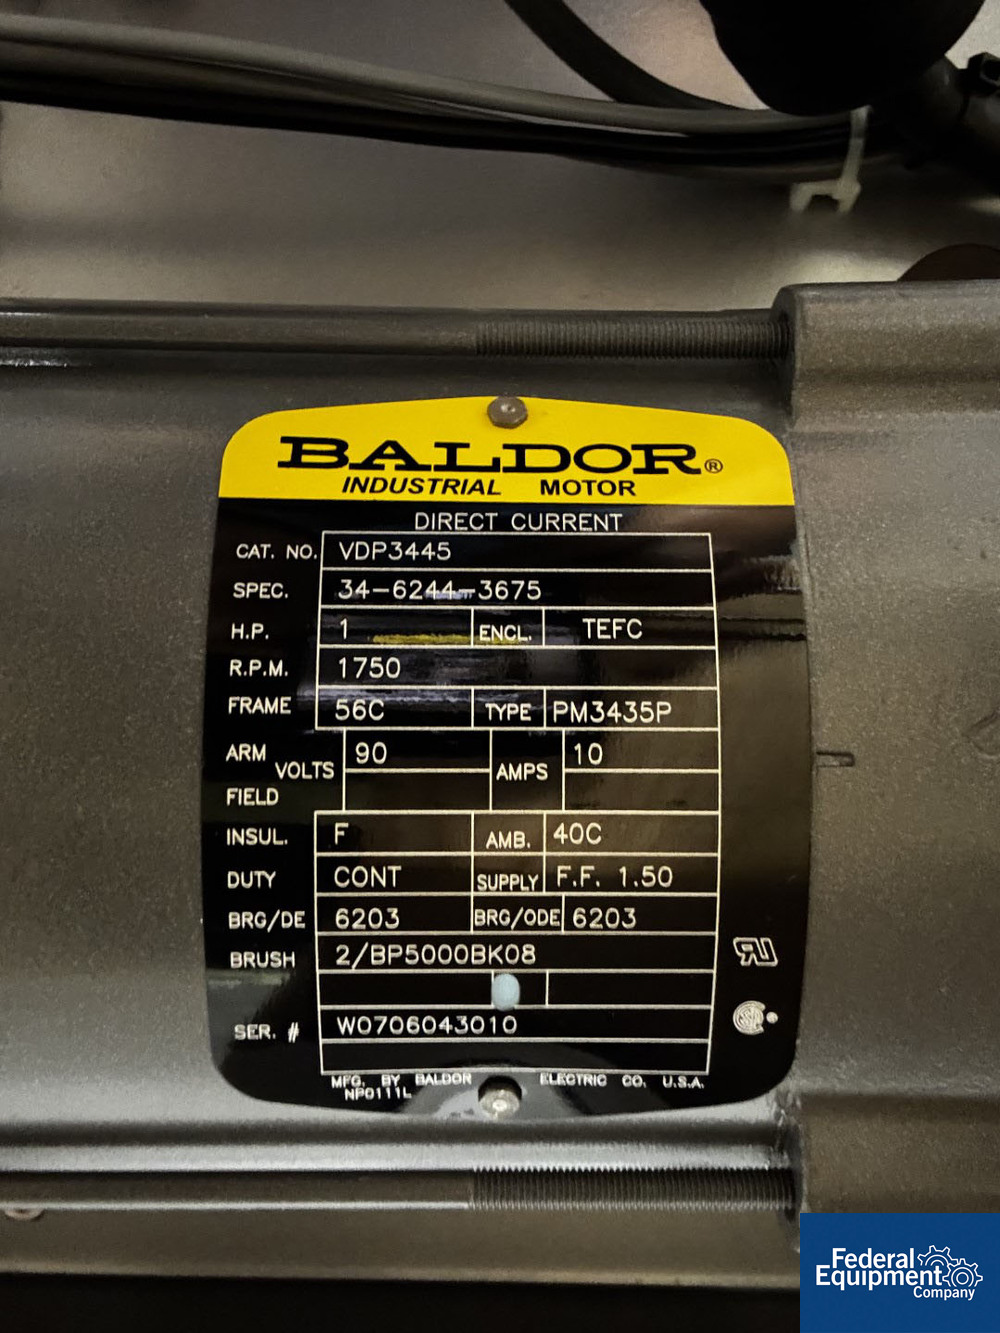 BALDOR®
INDUSTRIAL MOTOR
DIRECT CURRENT
CAT. NO. VDP3445
SPEC. 34-6244-3675
H.P. 1 ENCL. TEFC
R.P.M. 1750
FRAME 56C TYPE PM3435P
ARM VOLTS 90 AMPS 10
FIELD
INSUL. F AMB. 40C
DUTY CONT SUPPLY F.F. 1.50
BRG/DE 6203 BRG/ODE 6203
BRUSH 2/BP5000BK08
SER. # W0706043010
MFG. BY BALDOR ELECTRIC CO. U.S.A.
NP0111L
Federal
Equipment
Company